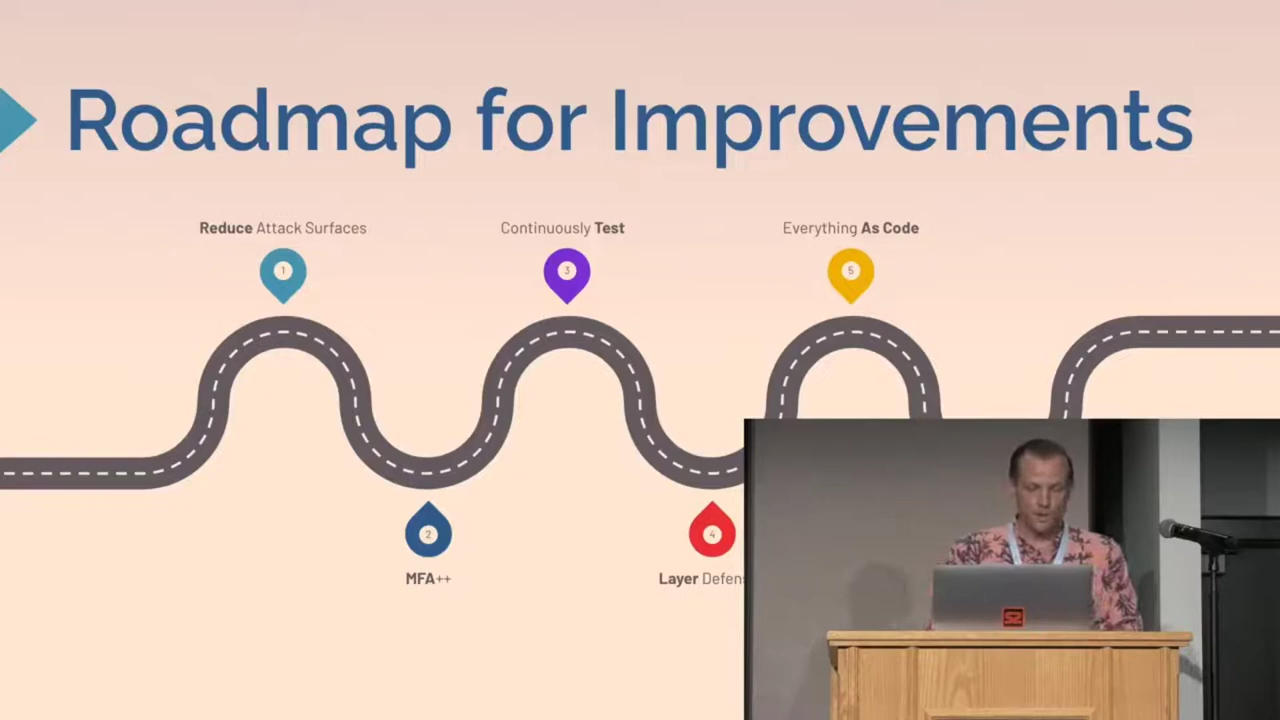 Roadmap for Improvements
Reduce Attack Surfaces
Continuously Test
Everything As Code
1
3
5
2
4
MFA++
Layer